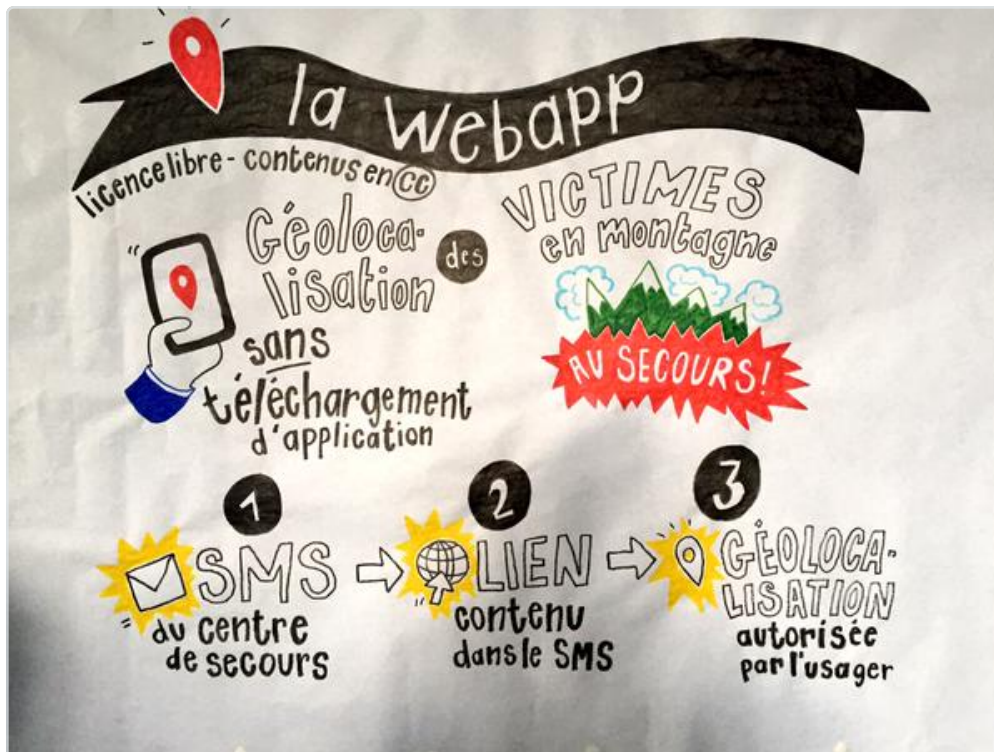 la webapp
licence libre - contenus en CC
Géoloca-
lisation
des
VICTIMES
en montagne
AU SECOURS!
sans
téléchargement
d'application
1
SMS
du centre
de secours
2
LIEN
contenu
dans le SMS
3
GÉOLOCA-
LISATION
autorisée
par l'usager